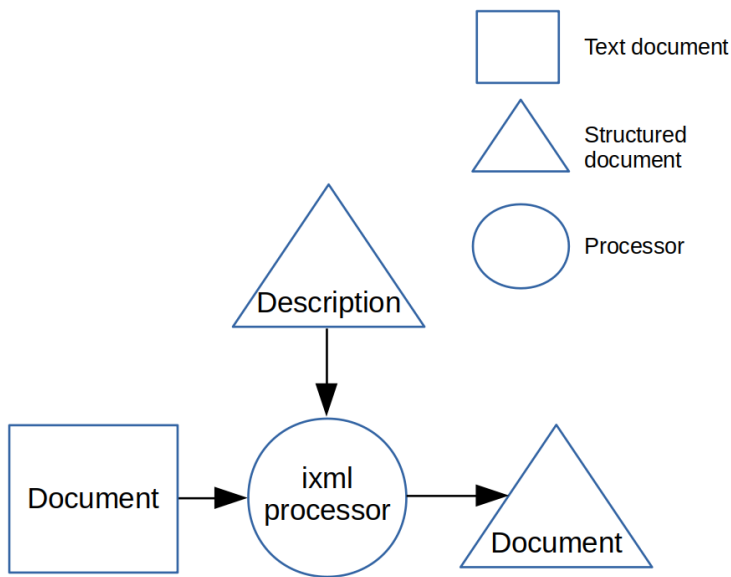 Text document
Structured
document
Processor
Description
Document
ixml
processor
Document